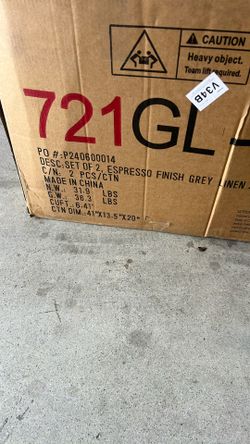 CAUTION
Heavy object.
Team lift required.
V34B
721GL-
PO #:P240600014
DESC:SET OF 2, ESPRESSO FINISH GREY LINEN
C/N: 2 PCS/CTN
MADE IN CHINA
N.W.: 31.9 LBS
G.W.: 36.3 LBS
CUFT: 6.41'
CTN DIM.:41"X13.5"X20"